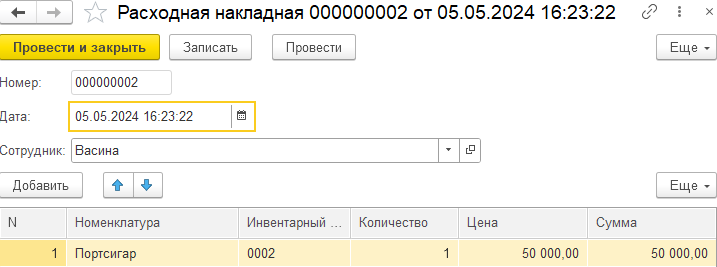 Расходная накладная 000000002 от 05.05.2024 16:23:22
Провести и закрыть Записать Провести Еще
Номер: 000000002
Дата: 05.05.2024 16:23:22
Сотрудник: Васина
Добавить Еще
N Номенклатура Инвентарный ... Количество Цена Сумма
1 Портсигар 0002 1 50 000,00 50 000,00